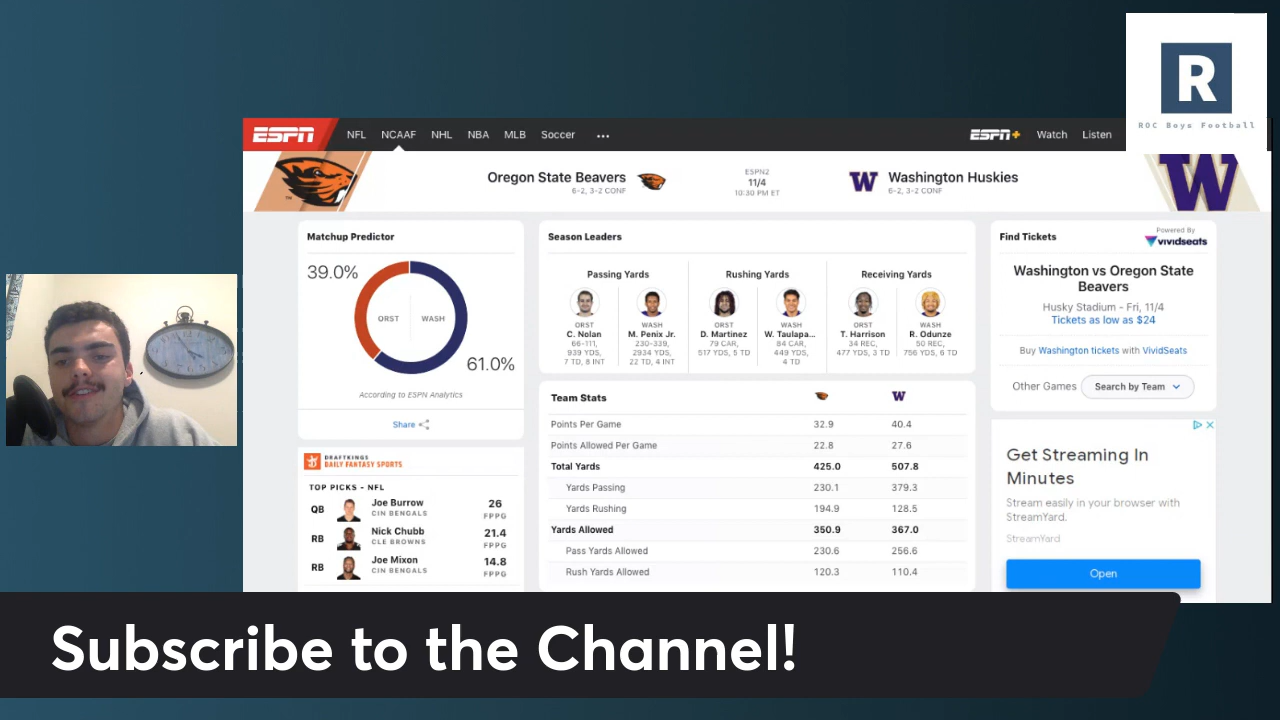 R
ROC Boys Football
ESPN NFL NCAAF NHL NBA MLB Soccer ... ESPN+ Watch Listen
Oregon State Beavers
6-2, 3-2 CONF
ESPN2
11/4
10:30 PM ET
W
Washington Huskies
6-2, 3-2 CONF
W
Matchup Predictor
39.0%
ORST WASH
61.0%
According to ESPN Analytics
Share
DRAFTKINGS
DAILY FANTASY SPORTS
TOP PICKS - NFL
QB Joe Burrow 26
CIN BENGALS FPPG
RB Nick Chubb 21.4
CLE BROWNS FPPG
RB Joe Mixon 14.8
CIN BENGALS FPPG
Season Leaders
Passing Yards Rushing Yards Receiving Yards
ORST WASH ORST WASH ORST WASH
C. Nolan M. Penix Jr. D. Martinez W. Taulapa... T. Harrison R. Odunze
66-111, 230-339, 79 CAR, 84 CAR, 34 REC, 50 REC,
939 YDS, 2934 YDS, 517 YDS, 5 TD 449 YDS, 477 YDS, 3 TD 756 YDS, 6 TD
7 TD, 8 INT 22 TD, 4 INT 4 TD
Team Stats W
Points Per Game 32.9 40.4
Points Allowed Per Game 22.8 27.6
Total Yards 425.0 507.8
Yards Passing 230.1 379.3
Yards Rushing 194.9 128.5
Yards Allowed 350.9 367.0
Pass Yards Allowed 230.6 256.6
Rush Yards Allowed 120.3 110.4
Find Tickets
Powered By
vividseats
Washington vs Oregon State
Beavers
Husky Stadium - Fri, 11/4
Tickets as low as $24
Buy Washington tickets with VividSeats
Other Games Search by Team
Get Streaming In
Minutes
Stream easily in your browser with
StreamYard.
StreamYard
Open
Subscribe to the Channel!